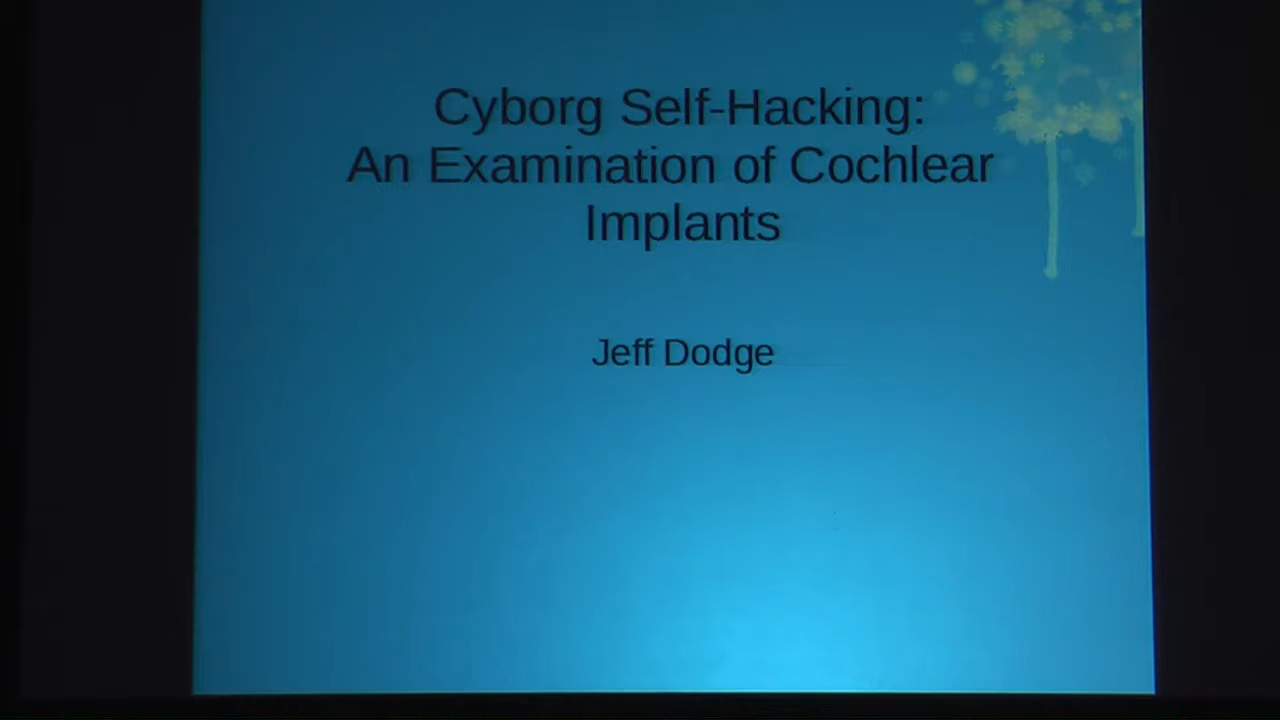 Cyborg Self-Hacking:
An Examination of Cochlear
Implants
Jeff Dodge